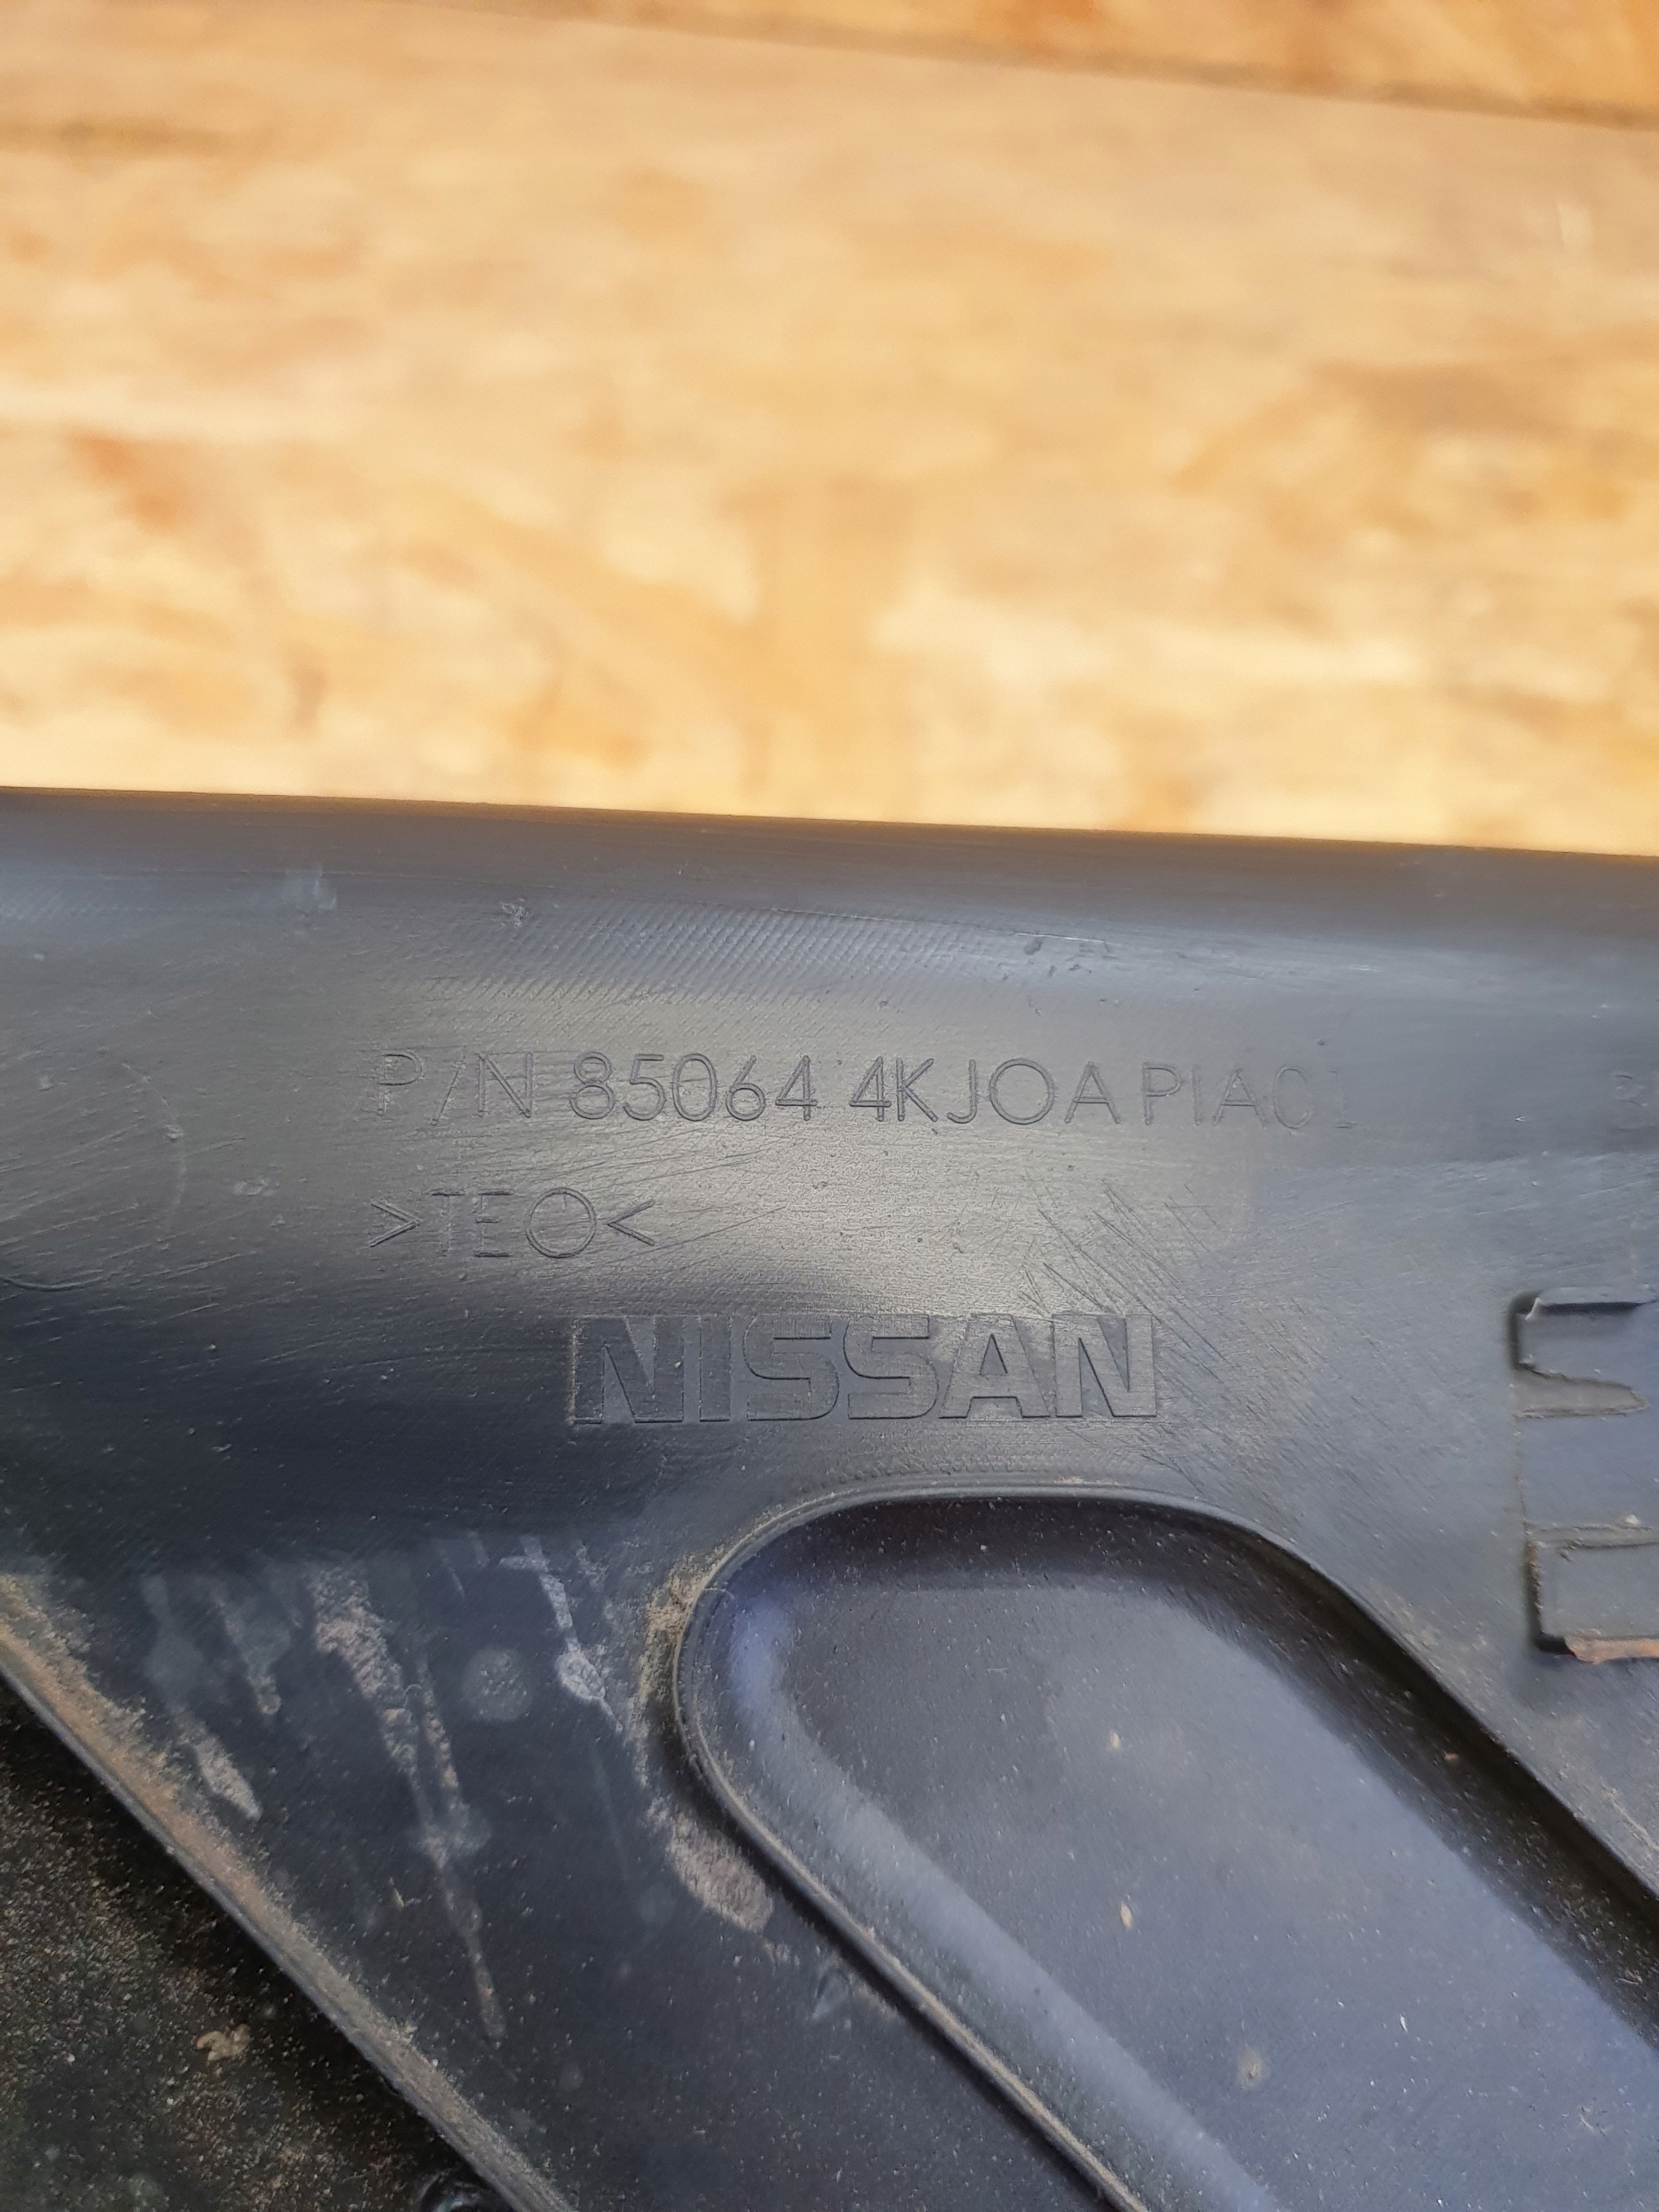 P/N 85064 4KJ0A PIA01
>TEO<
NISSAN